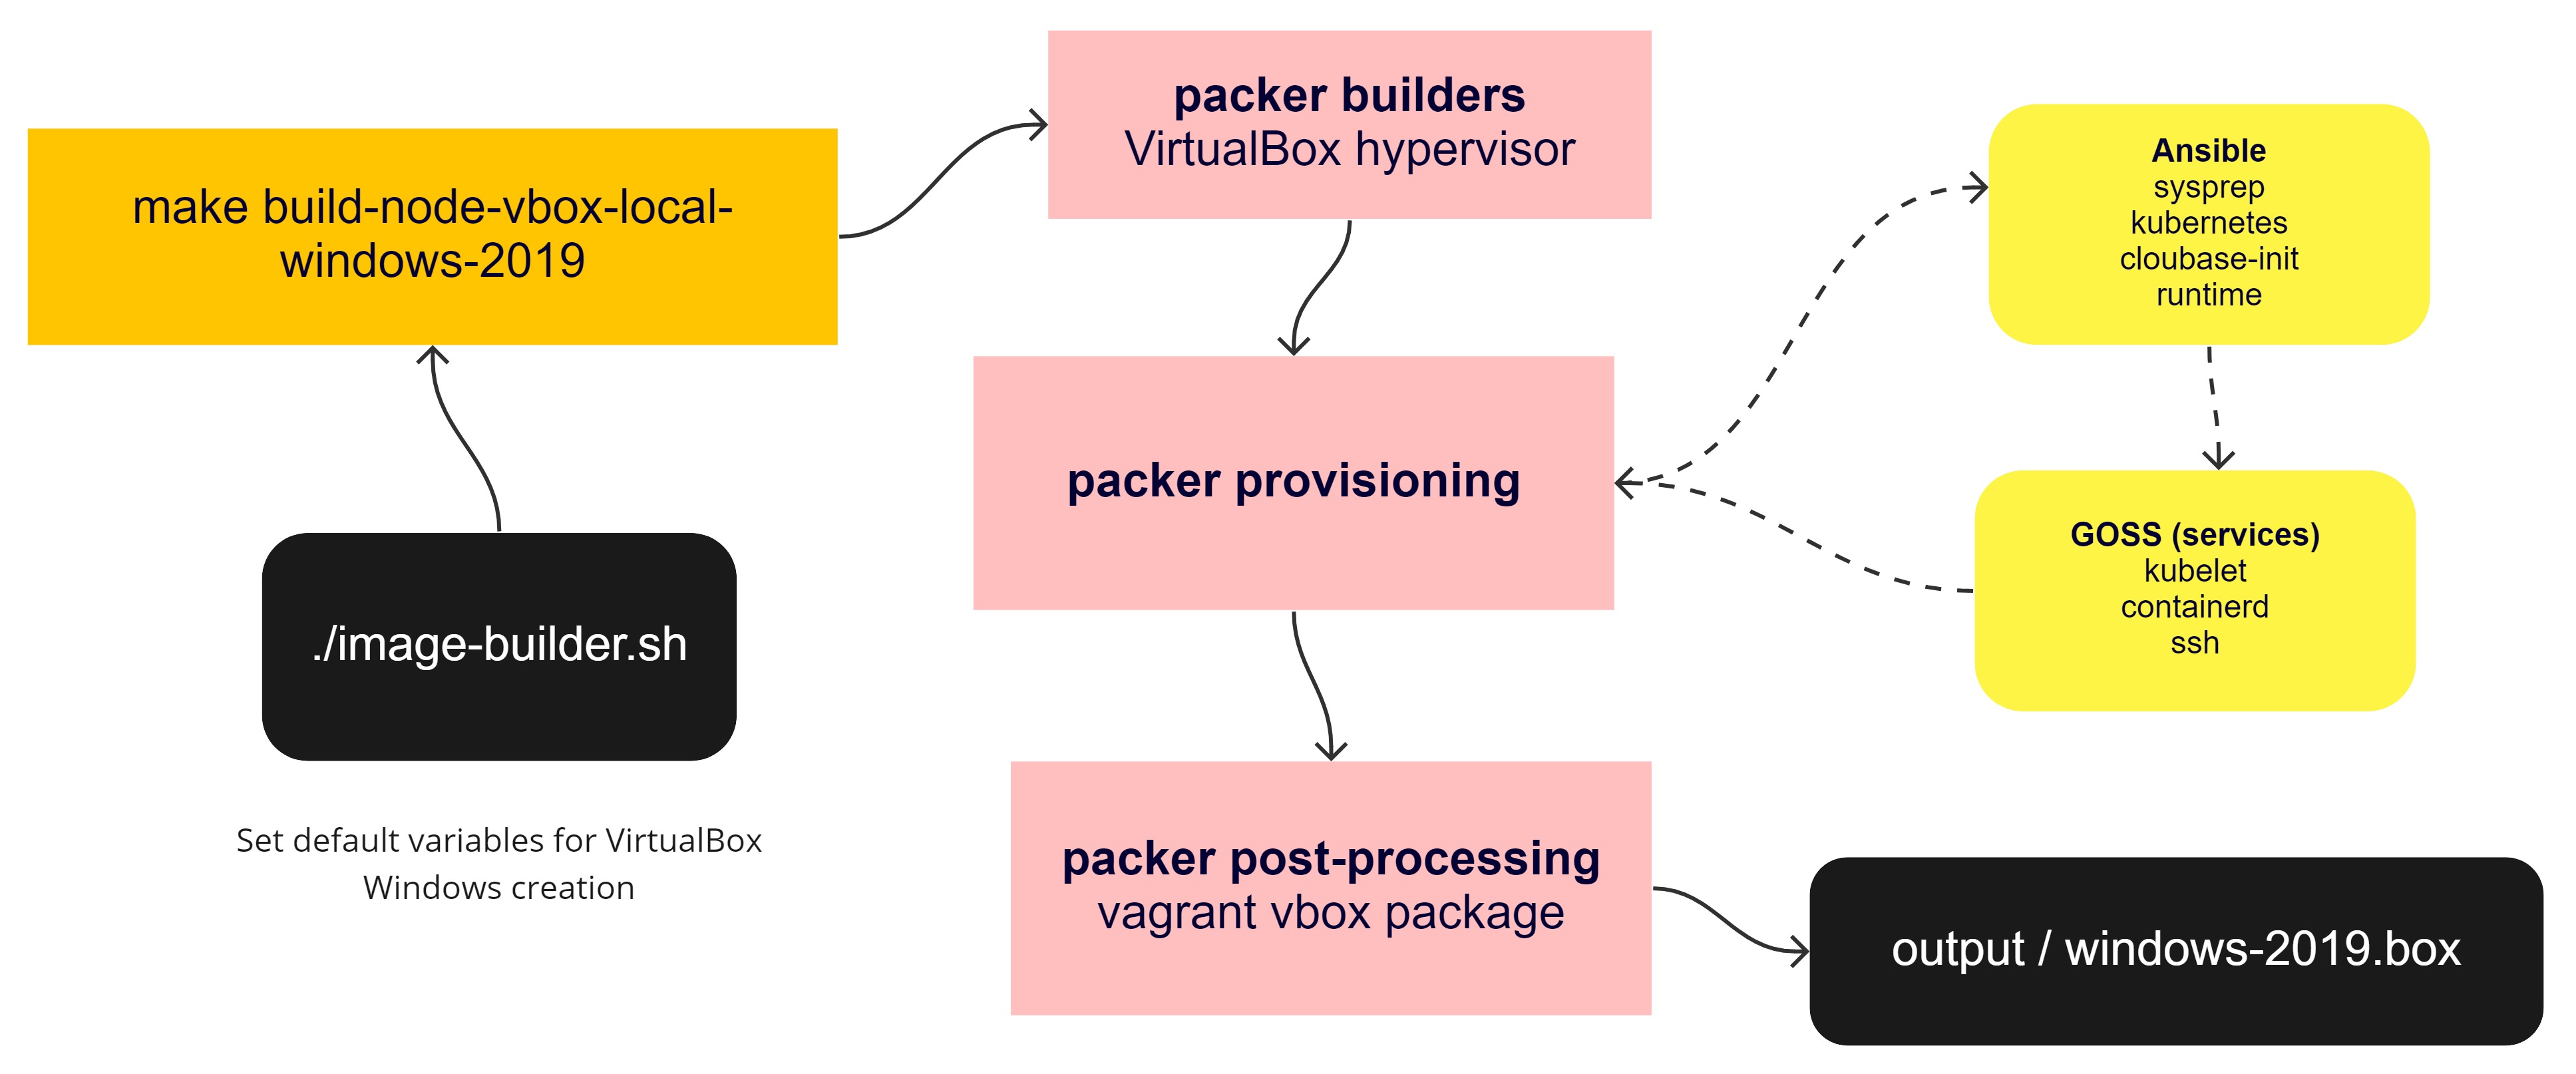 make build-node-vbox-local-
windows-2019
./image-builder.sh
Set default variables for VirtualBox
Windows creation
packer builders
VirtualBox hypervisor
packer provisioning
packer post-processing
vagrant vbox package
Ansible
sysprep
kubernetes
cloubase-init
runtime
GOSS (services)
kubelet
containerd
ssh
output / windows-2019.box